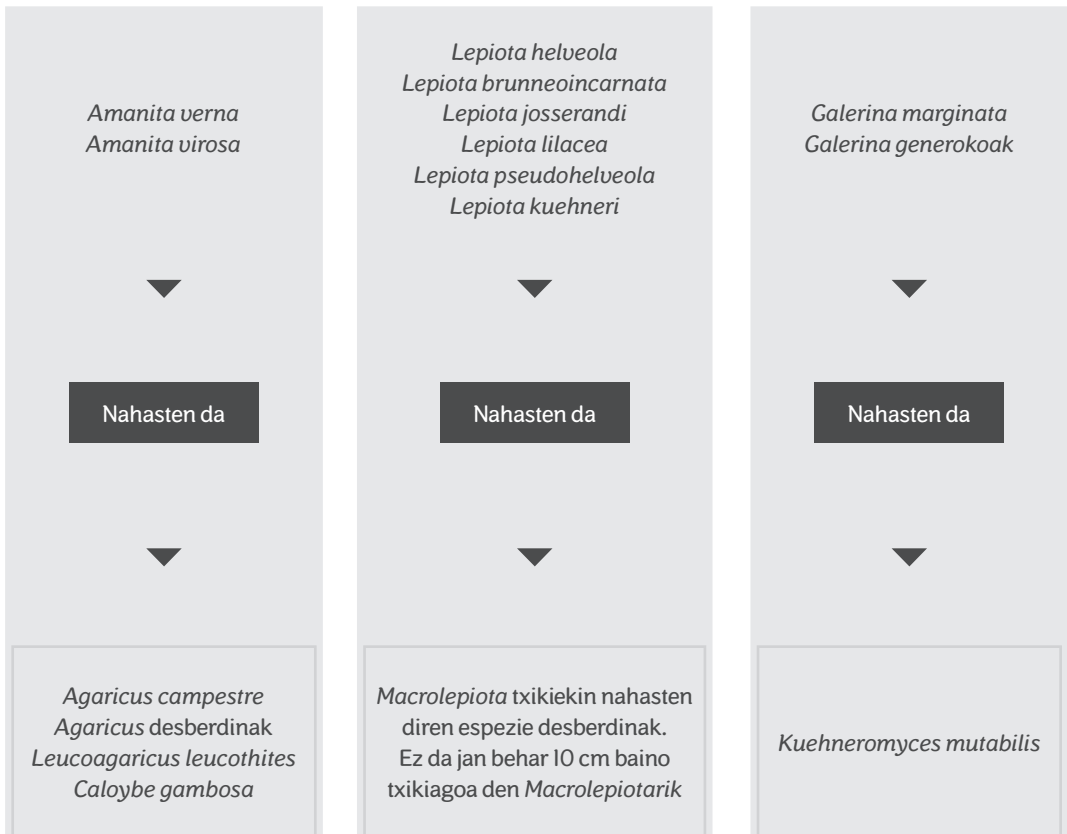 Amanita verna
Amanita virosa
Nahasten da
Agaricus campestre
Agaricus desberdinak
Leucoagaricus leucothites
Caloybe gambosa
Lepiota helveola
Lepiota brunneoincarnata
Lepiota josserandi
Lepiota lilacea
Lepiota pseudohelveola
Lepiota kuehneri
Nahasten da
Macrolepiota txikiekin nahasten
diren espezie desberdinak.
Ez da jan behar 10 cm baino
txikiagoa den Macrolepiotarik
Galerina marginata
Galerina generokoak
Nahasten da
Kuehneromyces mutabilis